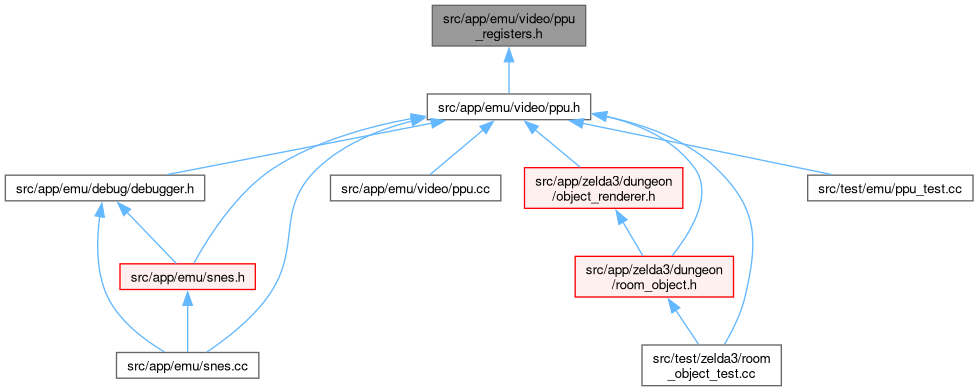 src/app/emu/video/ppu
_registers.h
src/app/emu/video/ppu.h
src/app/emu/debug/debugger.h
src/app/emu/video/ppu.cc
src/app/zelda3/dungeon
/object_renderer.h
src/test/emu/ppu_test.cc
src/app/emu/snes.h
src/app/zelda3/dungeon
/room_object.h
src/app/emu/snes.cc
src/test/zelda3/room
_object_test.cc